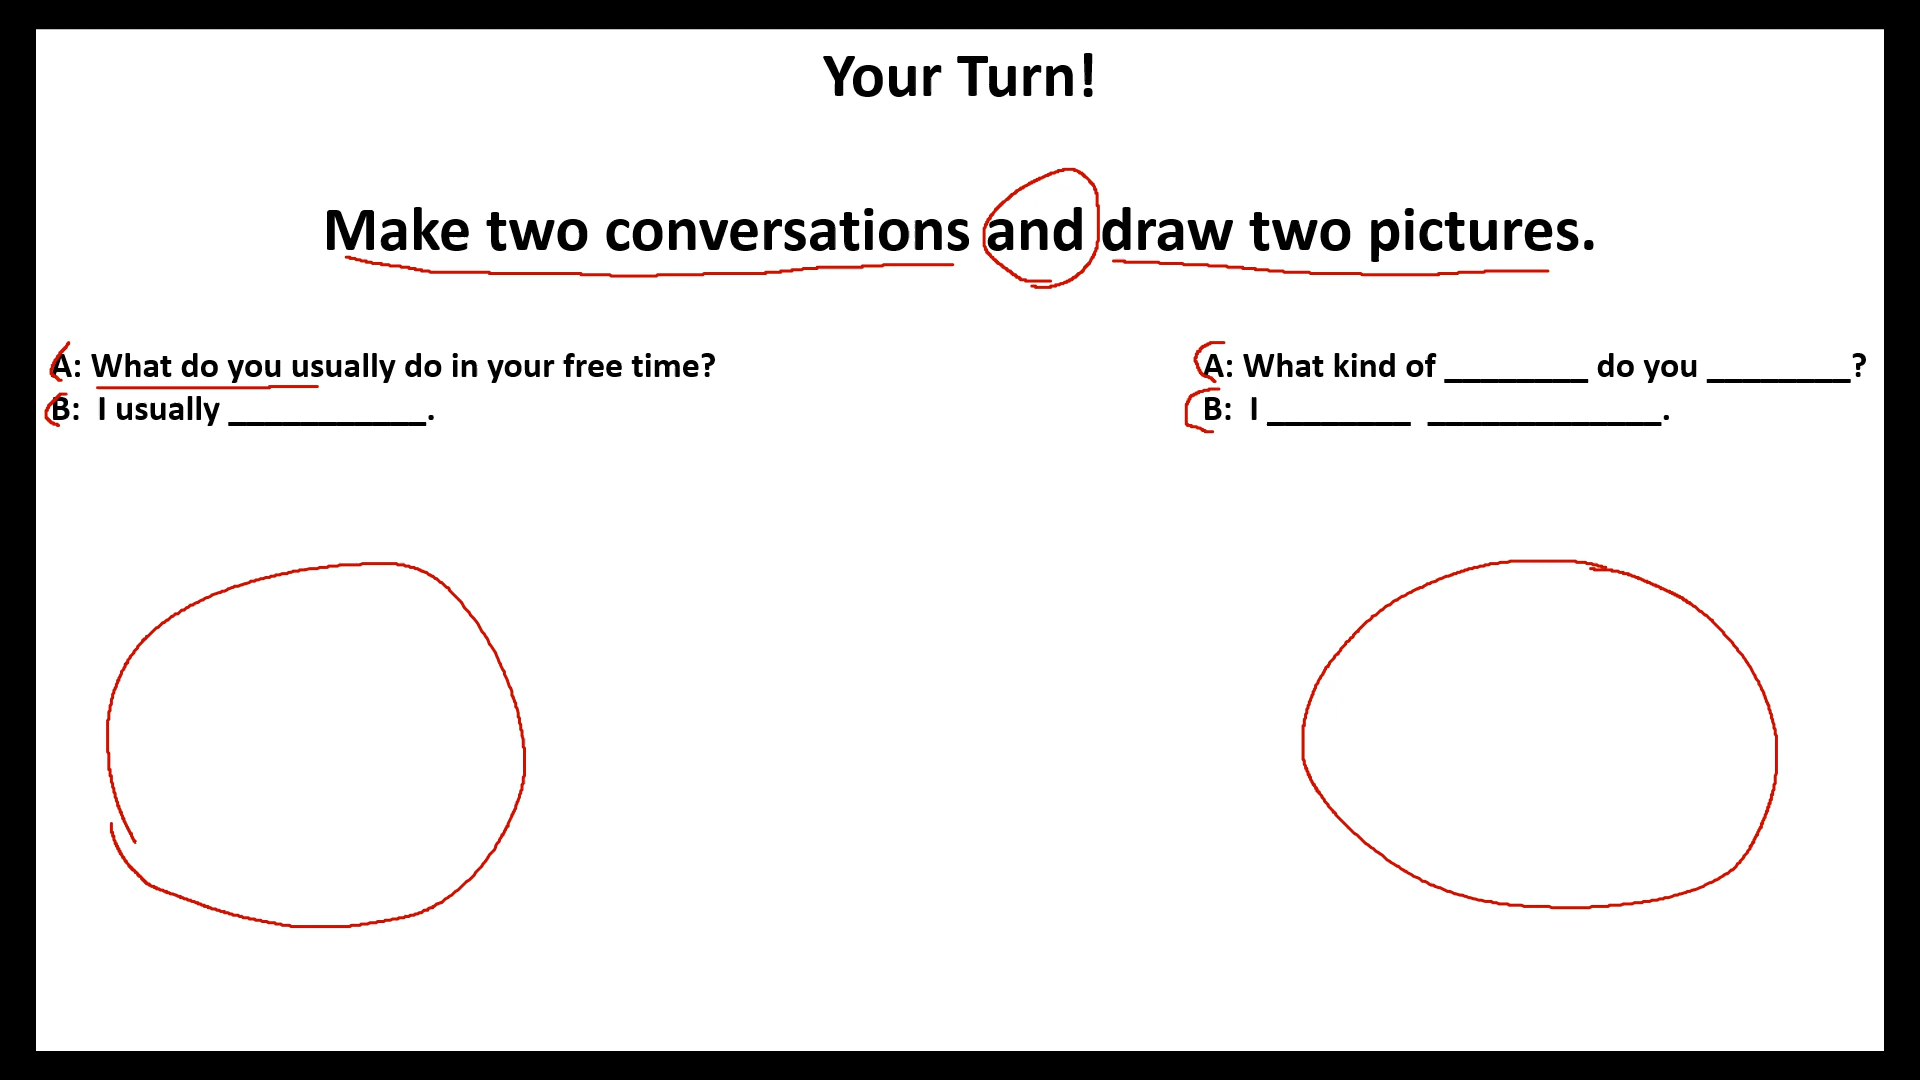 Your Turn!
Make two conversations and draw two pictures.
A: What do you usually do in your free time?
B: I usually ____________.
A: What kind of ________ do you ________?
B: I ________ _____________.